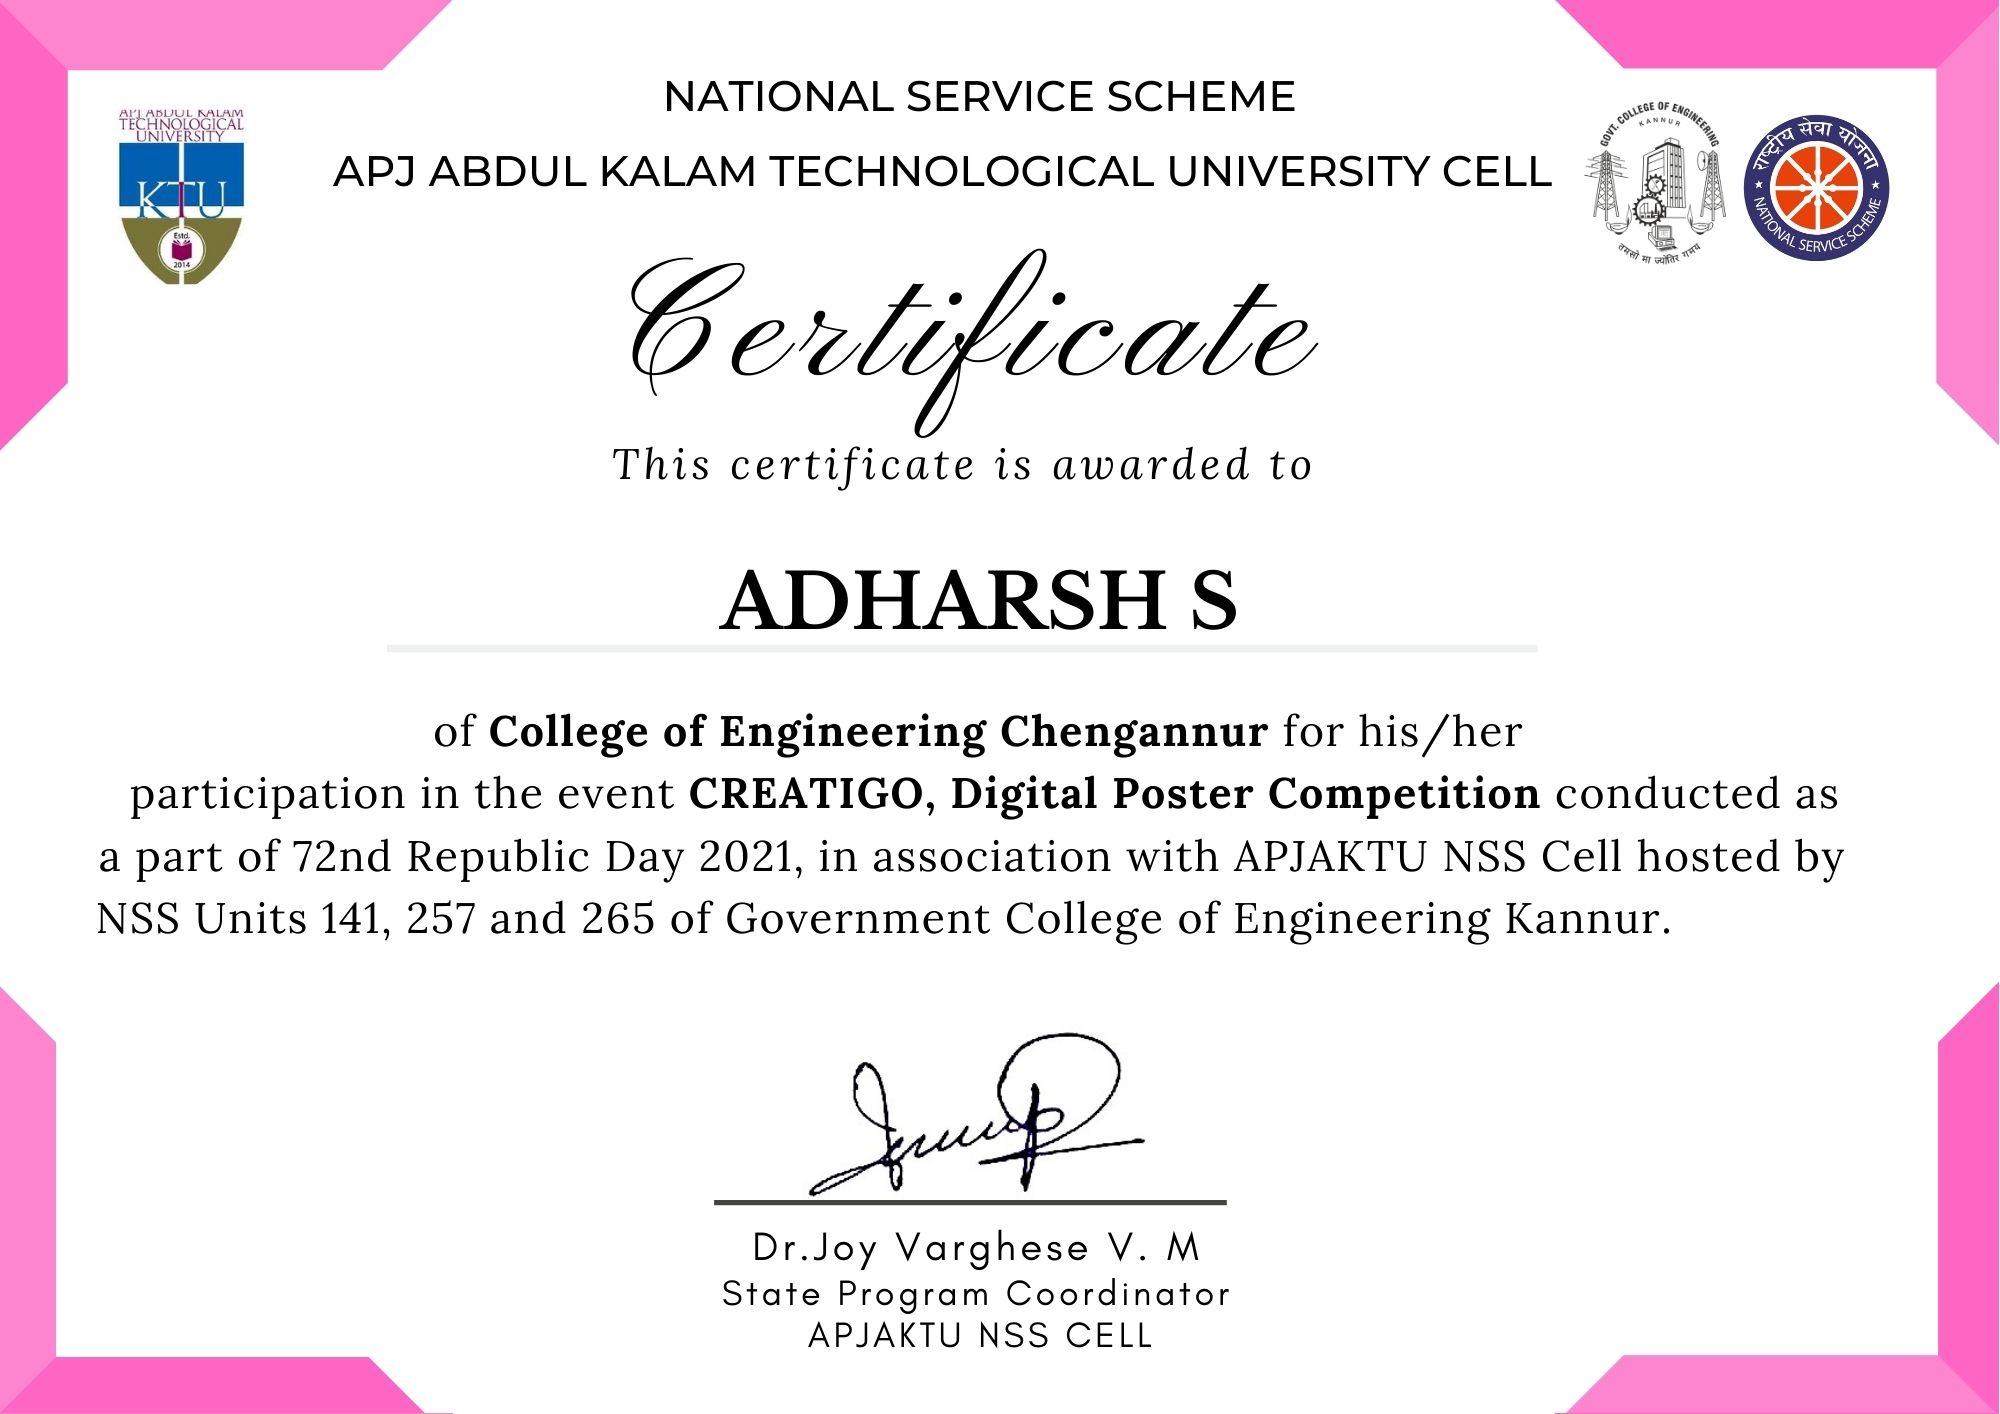 NATIONAL SERVICE SCHEME
APJ ABDUL KALAM TECHNOLOGICAL UNIVERSITY CELL
APJ ABDUL KALAM
TECHNOLOGICAL
UNIVERSITY
KTU
Estd.
2014
GOVT. COLLEGE OF ENGINEERING
KANNUR
तमसो मा ज्योतिर गमय
राष्ट्रीय सेवा योजना
NATIONAL SERVICE SCHEME
Certificate
This certificate is awarded to
ADHARSH S
of College of Engineering Chengannur for his/her
participation in the event CREATIGO, Digital Poster Competition conducted as
a part of 72nd Republic Day 2021, in association with APJAKTU NSS Cell hosted by
NSS Units 141, 257 and 265 of Government College of Engineering Kannur.
Dr.Joy Varghese V. M
State Program Coordinator
APJAKTU NSS CELL